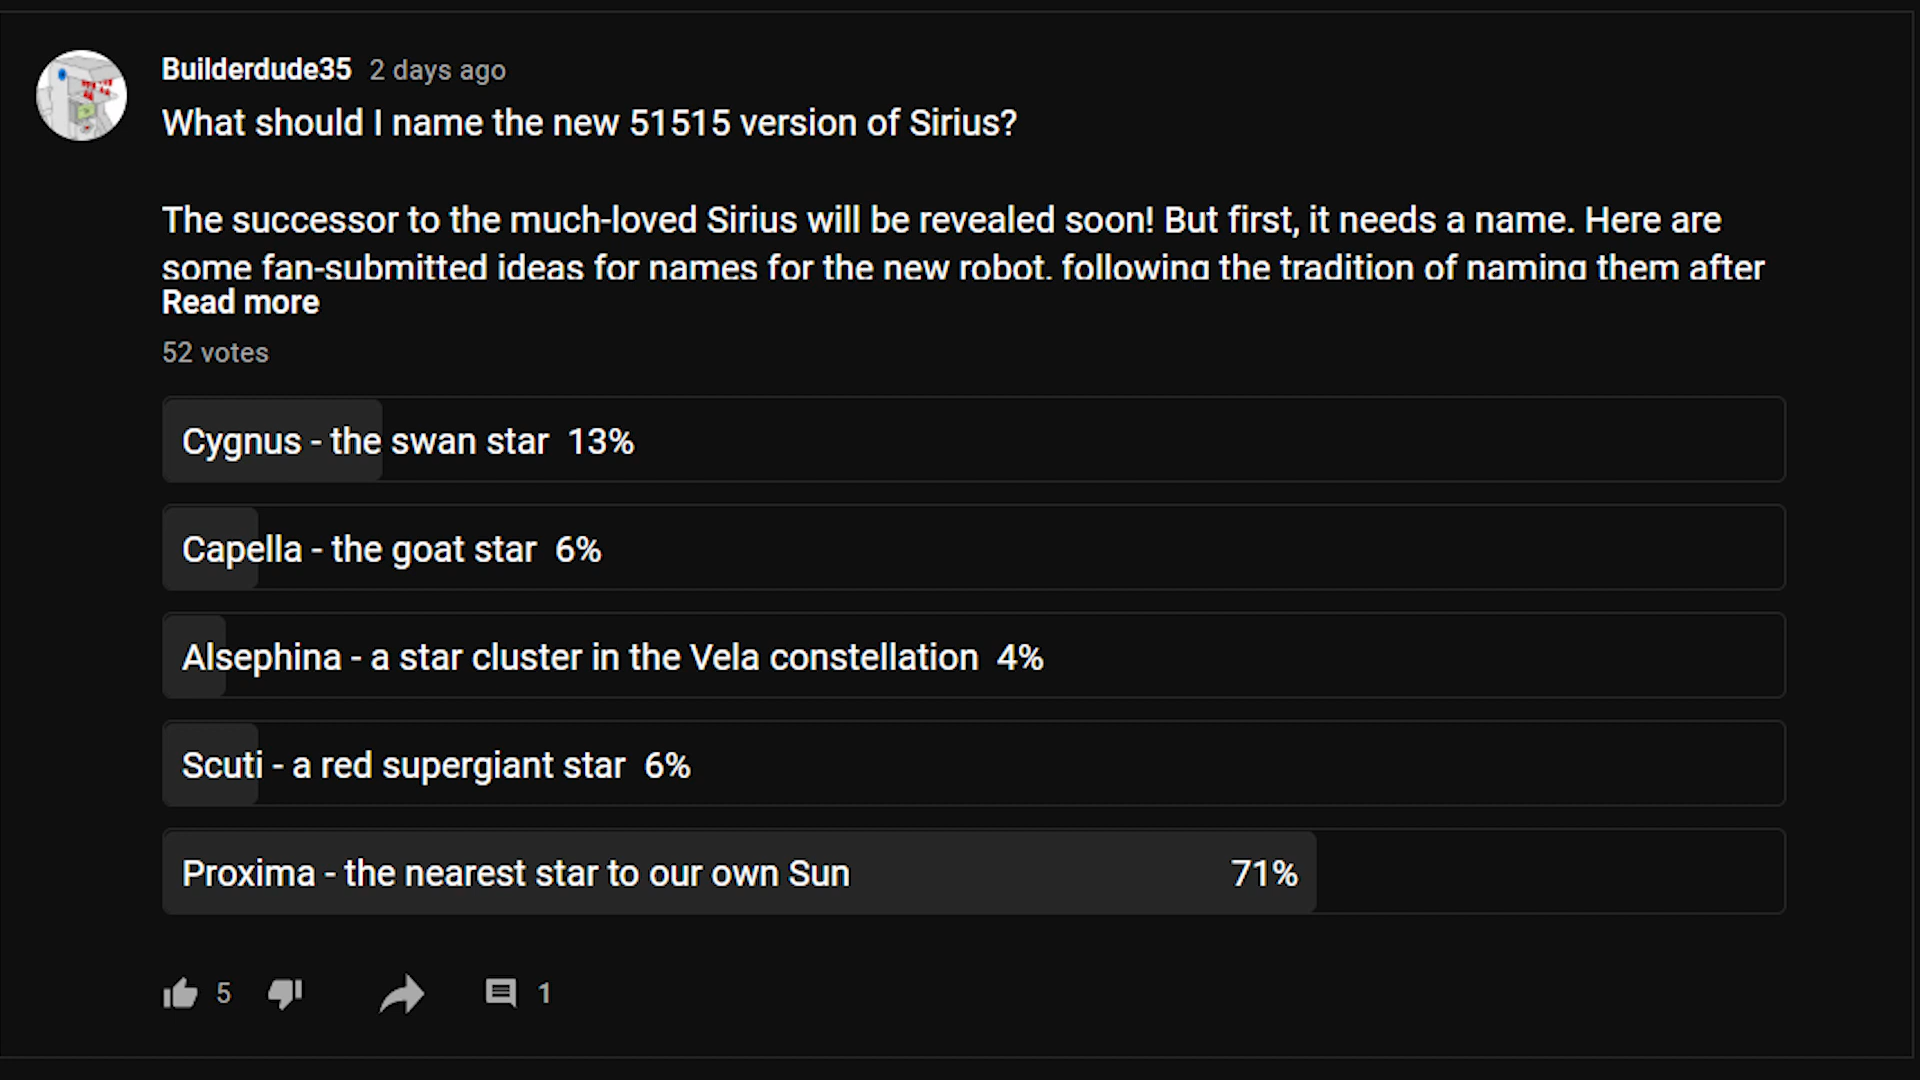 Builderdude35 2 days ago
What should I name the new 51515 version of Sirius?
The successor to the much-loved Sirius will be revealed soon! But first, it needs a name. Here are
some fan-submitted ideas for names for the new robot, following the tradition of naming them after
Read more
52 votes
Cygnus - the swan star 13%
Capella - the goat star 6%
Alsephina - a star cluster in the Vela constellation 4%
Scuti - a red supergiant star 6%
Proxima - the nearest star to our own Sun 71%
5 1